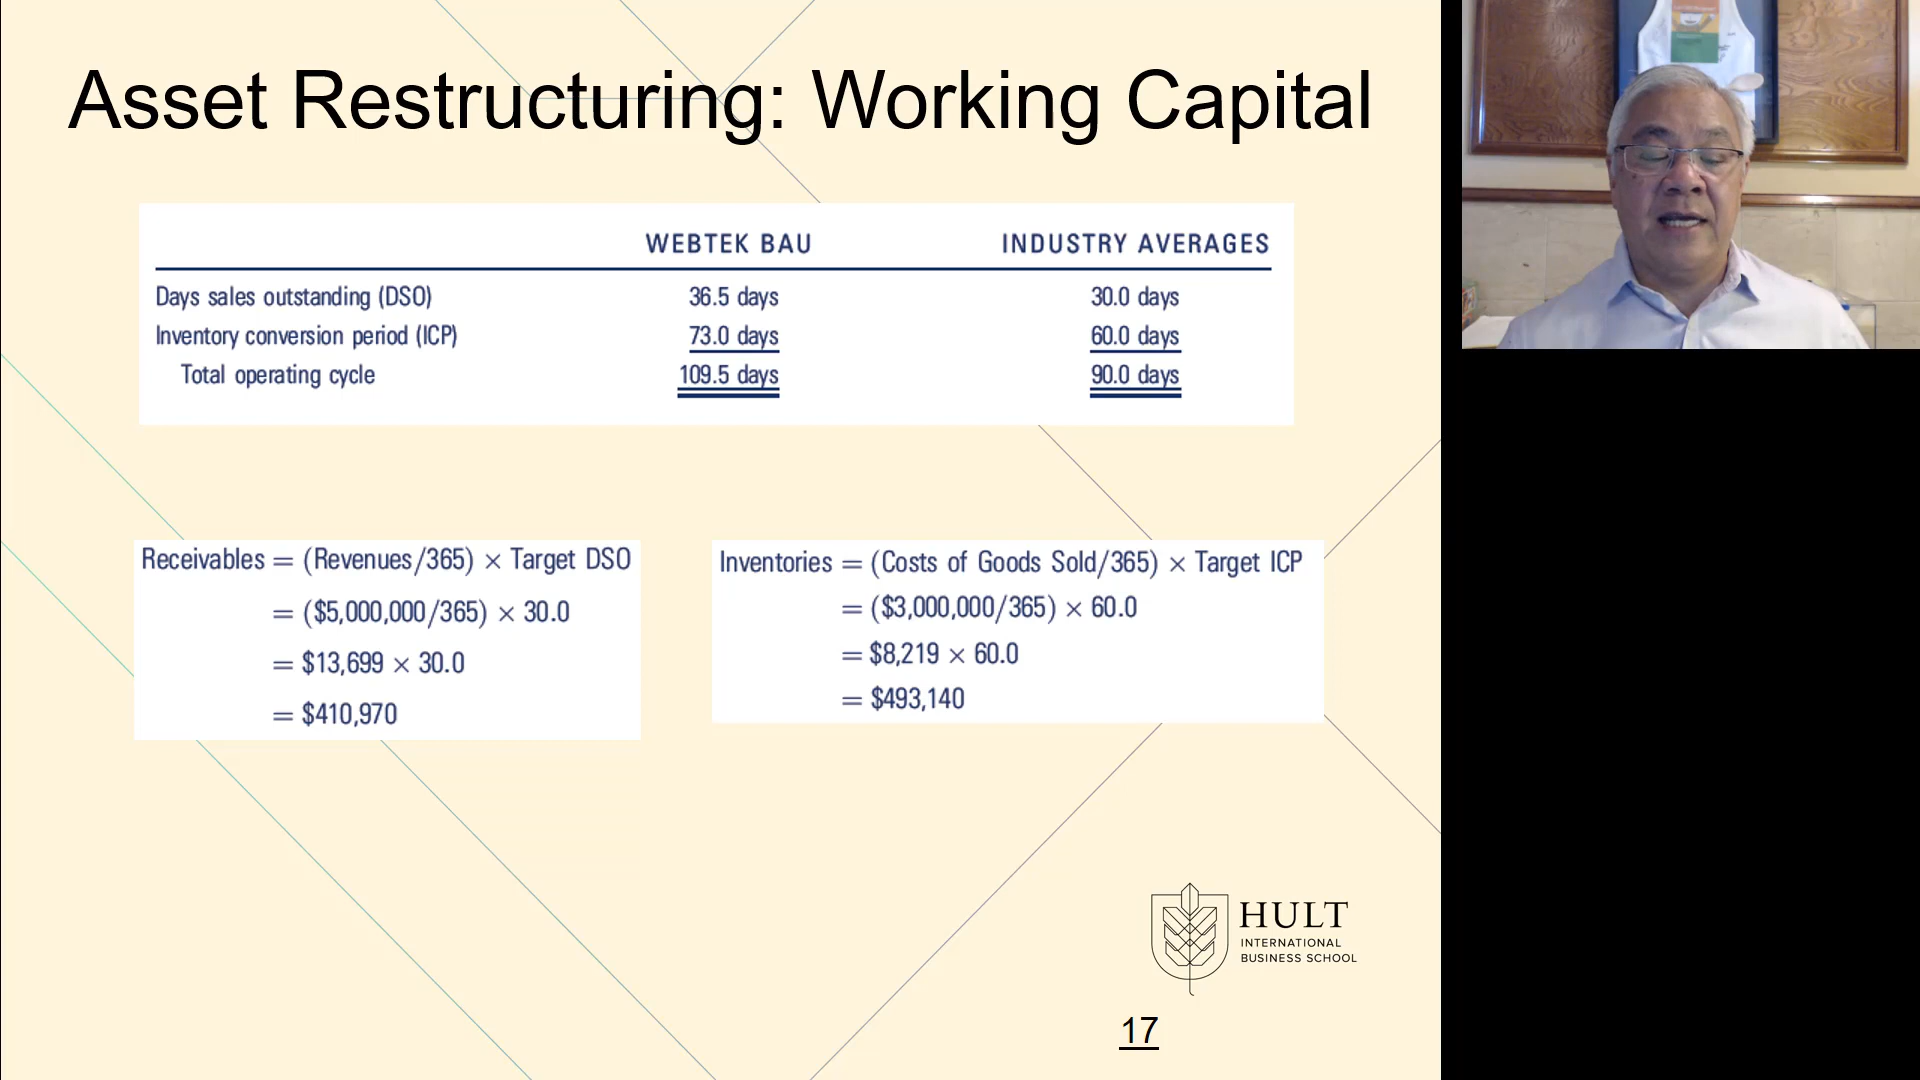 Asset Restructuring: Working Capital
WEBTEK BAU INDUSTRY AVERAGES
Days sales outstanding (DSO) 36.5 days 30.0 days
Inventory conversion period (ICP) 73.0 days 60.0 days
Total operating cycle 109.5 days 90.0 days
Receivables = (Revenues/365) × Target DSO
= ($5,000,000/365) × 30.0
= $13,699 × 30.0
= $410,970
Inventories = (Costs of Goods Sold/365) × Target ICP
= ($3,000,000/365) × 60.0
= $8,219 × 60.0
= $493,140
HULT
INTERNATIONAL
BUSINESS SCHOOL
17